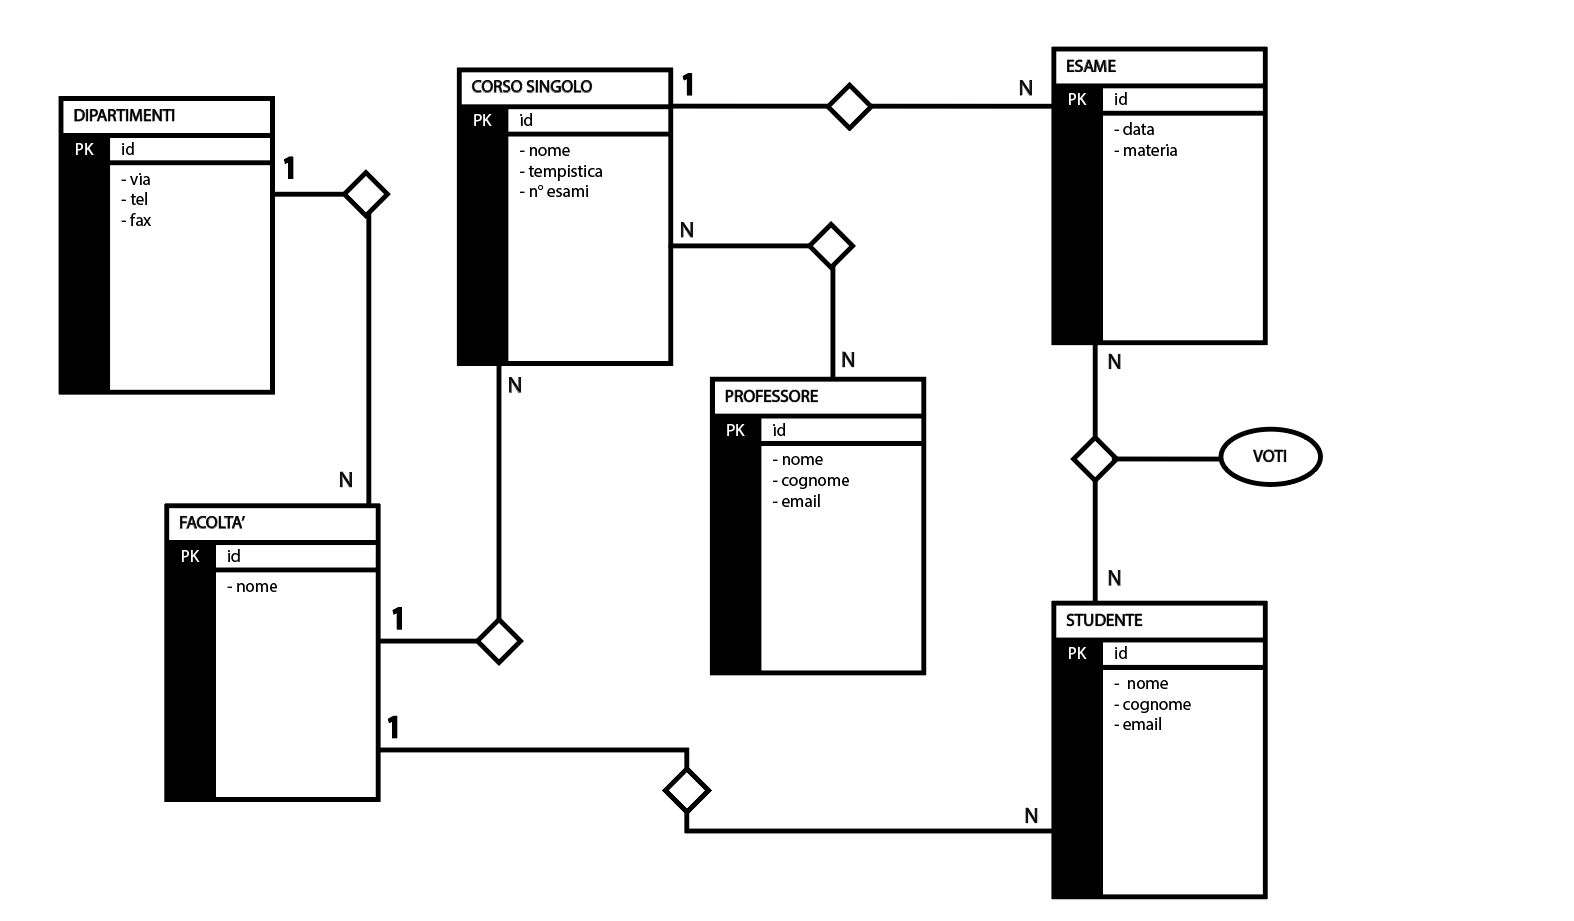 DIPARTIMENTI
PK id
- via
- tel
- fax
1
N
CORSO SINGOLO
PK id
- nome
- tempistica
- n° esami
1
N
N
N
N
ESAME
PK id
- data
- materia
N
PROFESSORE
PK id
- nome
- cognome
- email
VOTI
FACOLTA’
PK id
- nome
1
1
N
N
STUDENTE
PK id
- nome
- cognome
- email